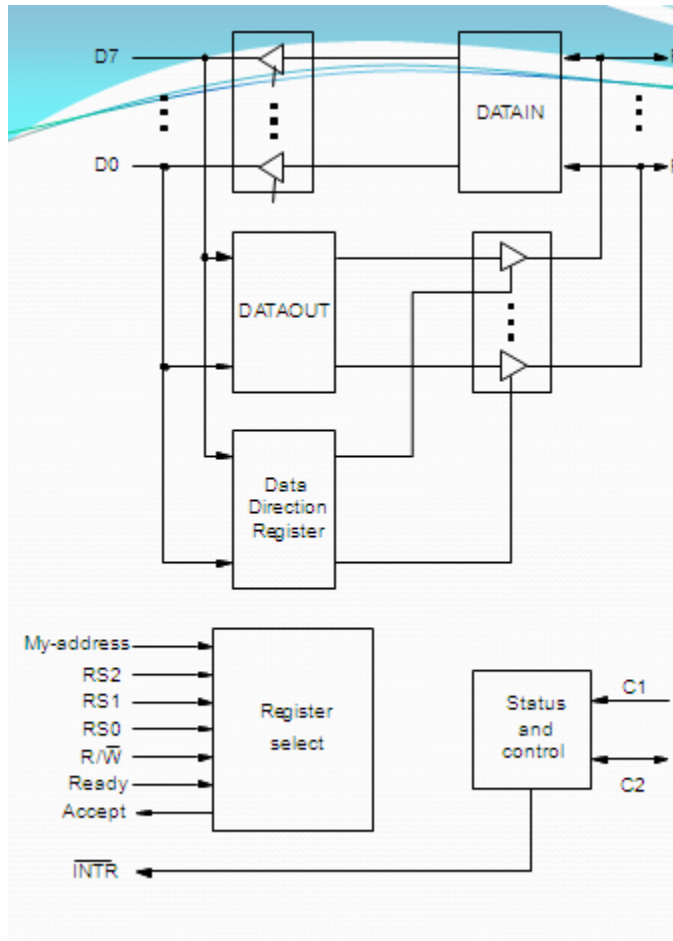 D7
DATAIN
P
D0
P
DATAOUT
Data
Direction
Register
My-address
RS2
RS1
RS0
R/W̅
Ready
Accept
Register
select
Status
and
control
C1
C2
I̅N̅T̅R̅